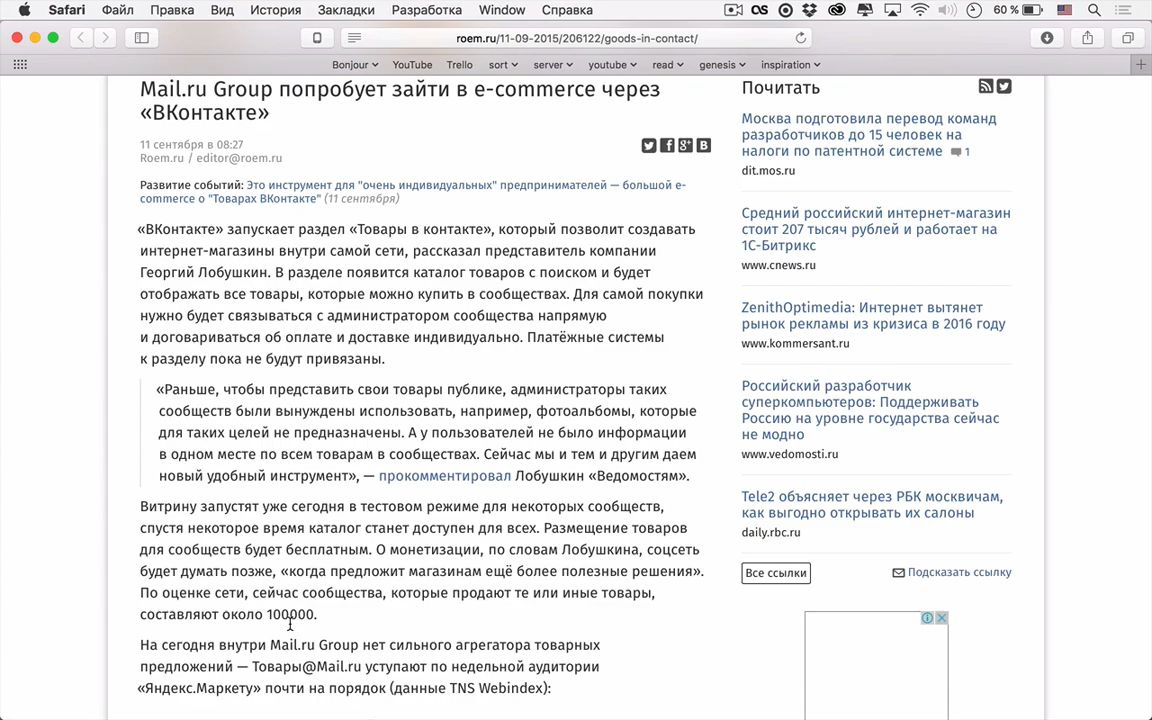 Safari Файл Правка Вид История Закладки Разработка Window Справка 60 %
roem.ru/11-09-2015/206122/goods-in-contact/
Bonjour YouTube Trello sort server youtube read genesis inspiration
Mail.ru Group попробует зайти в e-commerce через
«ВКонтакте»
11 сентября в 08:27
Roem.ru / editor@roem.ru
Развитие событий: Это инструмент для "очень индивидуальных" предпринимателей — большой e-
commerce о "Товарах ВКонтакте" (11 сентября)
«ВКонтакте» запускает раздел «Товары в контакте», который позволит создавать
интернет-магазины внутри самой сети, рассказал представитель компании
Георгий Лобушкин. В разделе появится каталог товаров с поиском и будет
отображать все товары, которые можно купить в сообществах. Для самой покупки
нужно будет связываться с администратором сообщества напрямую
и договариваться об оплате и доставке индивидуально. Платёжные системы
к разделу пока не будут привязаны.
«Раньше, чтобы представить свои товары публике, администраторы таких
сообществ были вынуждены использовать, например, фотоальбомы, которые
для таких целей не предназначены. А у пользователей не было информации
в одном месте по всем товарам в сообществах. Сейчас мы и тем и другим даем
новый удобный инструмент», — прокомментировал Лобушкин «Ведомостям».
Витрину запустят уже сегодня в тестовом режиме для некоторых сообществ,
спустя некоторое время каталог станет доступен для всех. Размещение товаров
для сообществ будет бесплатным. О монетизации, по словам Лобушкина, соцсеть
будет думать позже, «когда предложит магазинам ещё более полезные решения».
По оценке сети, сейчас сообщества, которые продают те или иные товары,
составляют около 100000.
На сегодня внутри Mail.ru Group нет сильного агрегатора товарных
предложений — Товары@Mail.ru уступают по недельной аудитории
«Яндекс.Маркету» почти на порядок (данные TNS Webindex):
Почитать
Москва подготовила перевод команд
разработчиков до 15 человек на
налоги по патентной системе 1
dit.mos.ru
Средний российский интернет-магазин
стоит 207 тысяч рублей и работает на
1С-Битрикс
www.cnews.ru
ZenithOptimedia: Интернет вытянет
рынок рекламы из кризиса в 2016 году
www.kommersant.ru
Российский разработчик
суперкомпьютеров: Поддерживать
Россию на уровне государства сейчас
не модно
www.vedomosti.ru
Tele2 объясняет через РБК москвичам,
как выгодно открывать их салоны
daily.rbc.ru
Все ссылки Подсказать ссылку